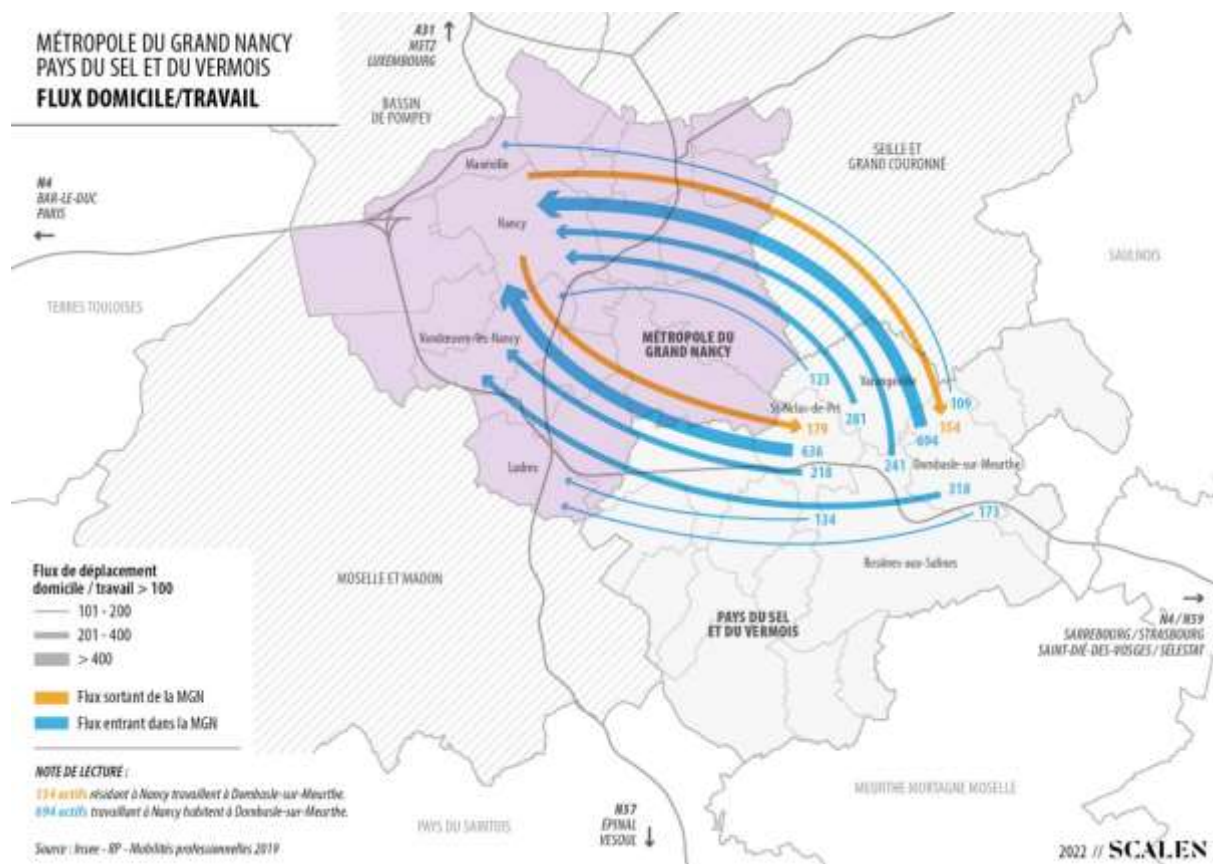 MÉTROPOLE DU GRAND NANCY
PAYS DU SEL ET DU VERMOIS
FLUX DOMICILE/TRAVAIL
A31
METZ
LUXEMBOURG
BASSIN
DE POMPEY
SEILLE ET
GRAND COURONNÉ
N4
BAR-LE-DUC
PARIS
SAULNOIS
TERRES TOULOISES
Maxéville
Nancy
Vandœuvre-lès-Nancy
MÉTROPOLE DU
GRAND NANCY
Varangéville
St-Nicolas-de-Port
Dombasle-sur-Meurthe
Ludres
123
109
281
179
154
694
636
241
218
318
134
173
Rosières-aux-Salines
MOSELLE ET MADON
PAYS DU SEL
ET DU VERMOIS
N4 / N59
SARREBOURG / STRASBOURG
SAINT-DIÉ-DES-VOSGES / SÉLESTAT
Flux de déplacement
domicile / travail > 100
101 - 200
201 - 400
> 400
Flux sortant de la MGN
Flux entrant dans la MGN
NOTE DE LECTURE :
154 actifs résidant à Nancy travaillent à Dombasle-sur-Meurthe.
694 actifs travaillant à Nancy habitent à Dombasle-sur-Meurthe.
Source : Insee - RP - Mobilités professionnelles 2019
PAYS DU SAINTOIS
N57
ÉPINAL
VESOUL
MEURTHE MORTAGNE MOSELLE
2022 // SCALEN